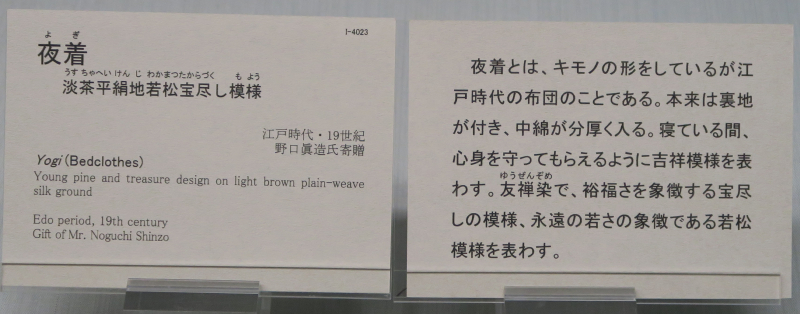 I-4023
よぎ
夜着
うすちゃへいけんじわかまつたからづくもよう
淡茶平絹地若松宝尽し模様
江戸時代・19世紀
野口眞造氏寄贈
Yogi (Bedclothes)
Young pine and treasure design on light brown plain-weave
silk ground
Edo period, 19th century
Gift of Mr. Noguchi Shinzo
夜着とは、キモノの形をしているが江
戸時代の布団のことである。本来は裏地
が付き、中綿が分厚く入る。寝ている間、
心身を守ってもらえるように吉祥模様を表
ゆうぜんぞめ
わす。友禅染で、裕福さを象徴する宝尽
しの模様、永遠の若さの象徴である若松
模様を表わす。